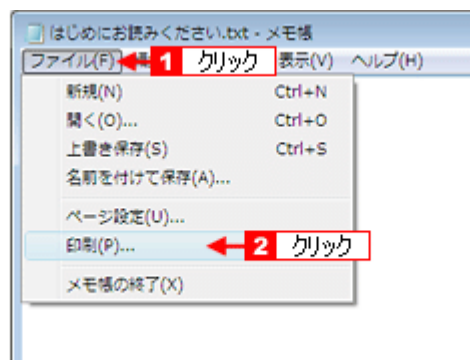 はじめにお読みください.txt - メモ帳
ファイル(F) 1 クリック 表示(V) ヘルプ(H)
新規(N) Ctrl+N
開く(O)... Ctrl+O
上書き保存(S) Ctrl+S
名前を付けて保存(A)...
ページ設定(U)...
印刷(P)... 2 クリック
メモ帳の終了(X)